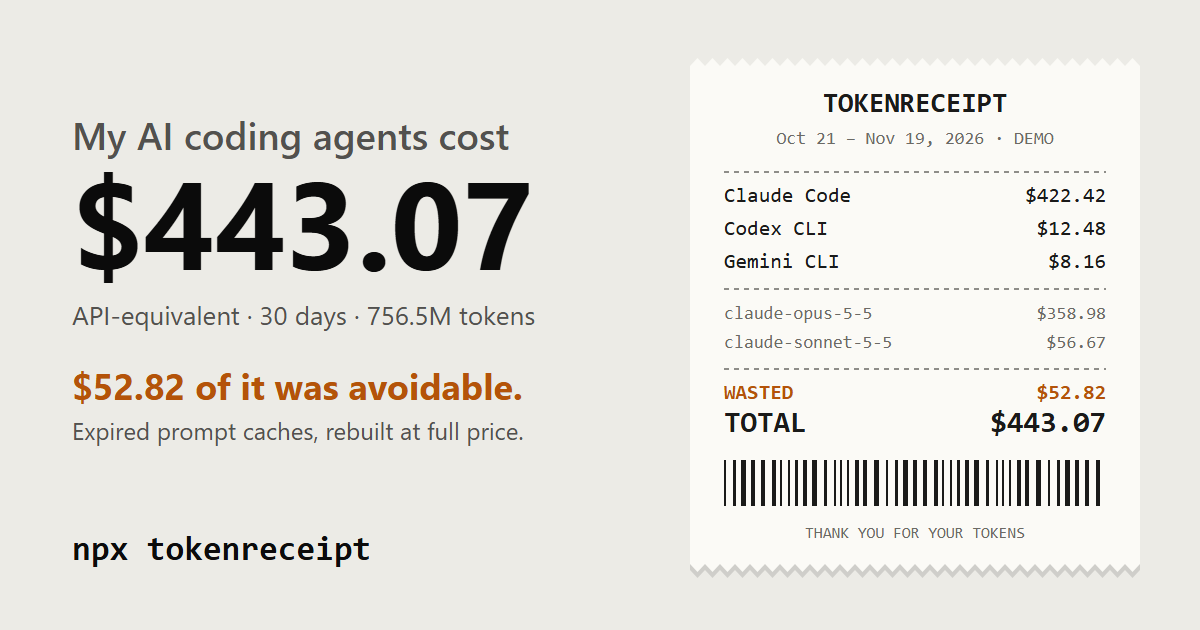 My AI coding agents cost
$443.07
API-equivalent · 30 days · 756.5M tokens
$52.82 of it was avoidable.
Expired prompt caches, rebuilt at full price.
npx tokenreceipt
TOKENRECEIPT
Oct 21 – Nov 19, 2026 · DEMO
Claude Code $422.42
Codex CLI $12.48
Gemini CLI $8.16
claude-opus-5-5 $358.98
claude-sonnet-5-5 $56.67
WASTED $52.82
TOTAL $443.07
THANK YOU FOR YOUR TOKENS